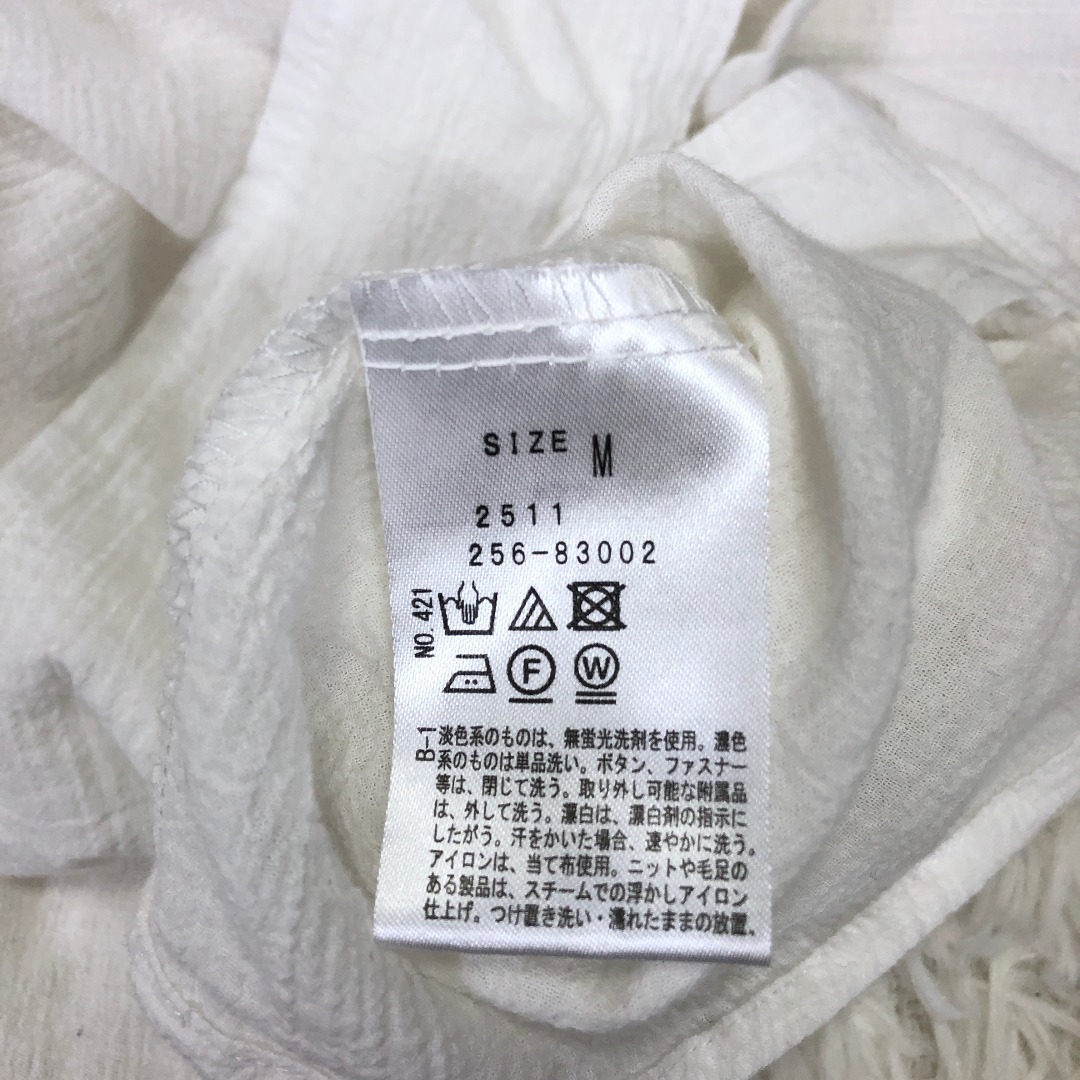 SIZE M
2511
256-83002
NO. 421
F W
B-1
淡色系のものは、無蛍光洗剤を使用。濃色
系のものは単品洗い。ボタン、ファスナー
等は、閉じて洗う。取り外し可能な附属品
は、外して洗う。漂白は、漂白剤の指示に
したがう。汗をかいた場合、速やかに洗う。
アイロンは、当て布使用。ニットや毛足の
ある製品は、スチームでの浮かしアイロン
仕上げ。つけ置き洗い・濡れたままの放置、